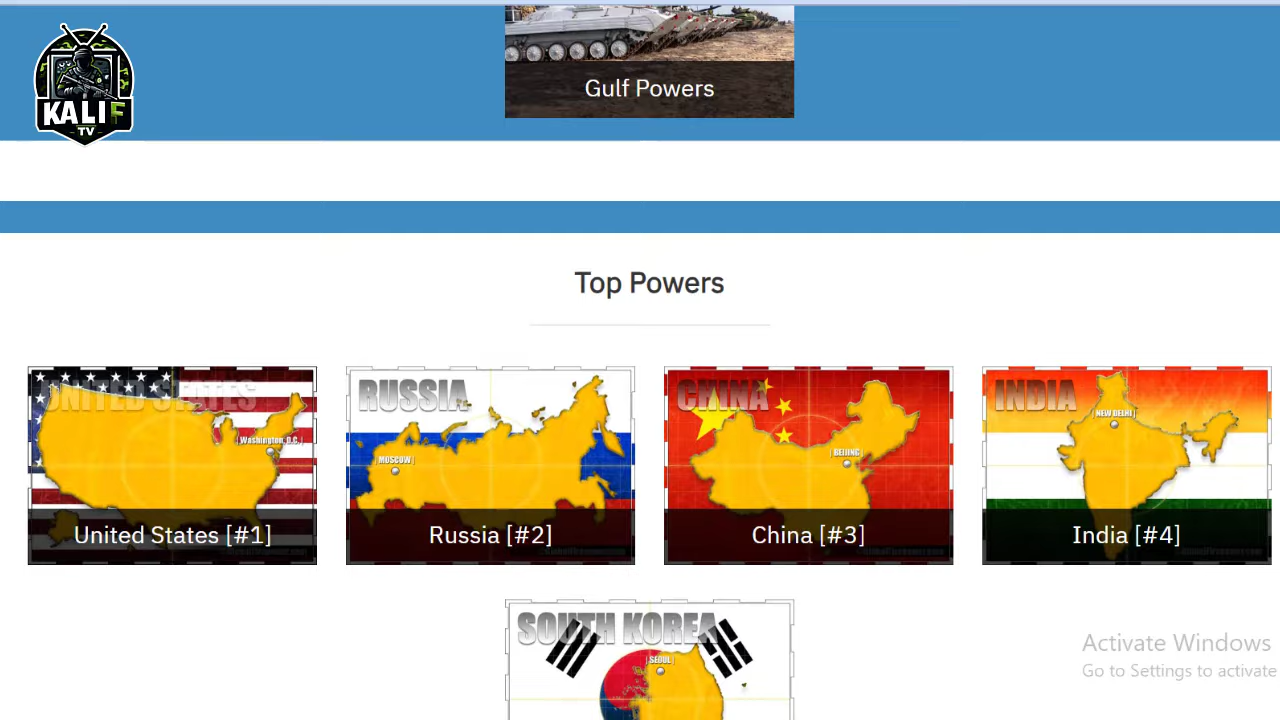 KALIF
TV
Gulf Powers
Top Powers
UNITED STATES
Washington, D.C.
United States [#1]
RUSSIA
MOSCOW
Russia [#2]
CHINA
BEIJING
China [#3]
INDIA
NEW DELHI
India [#4]
SOUTH KOREA
SEOUL
Activate Windows
Go to Settings to activate